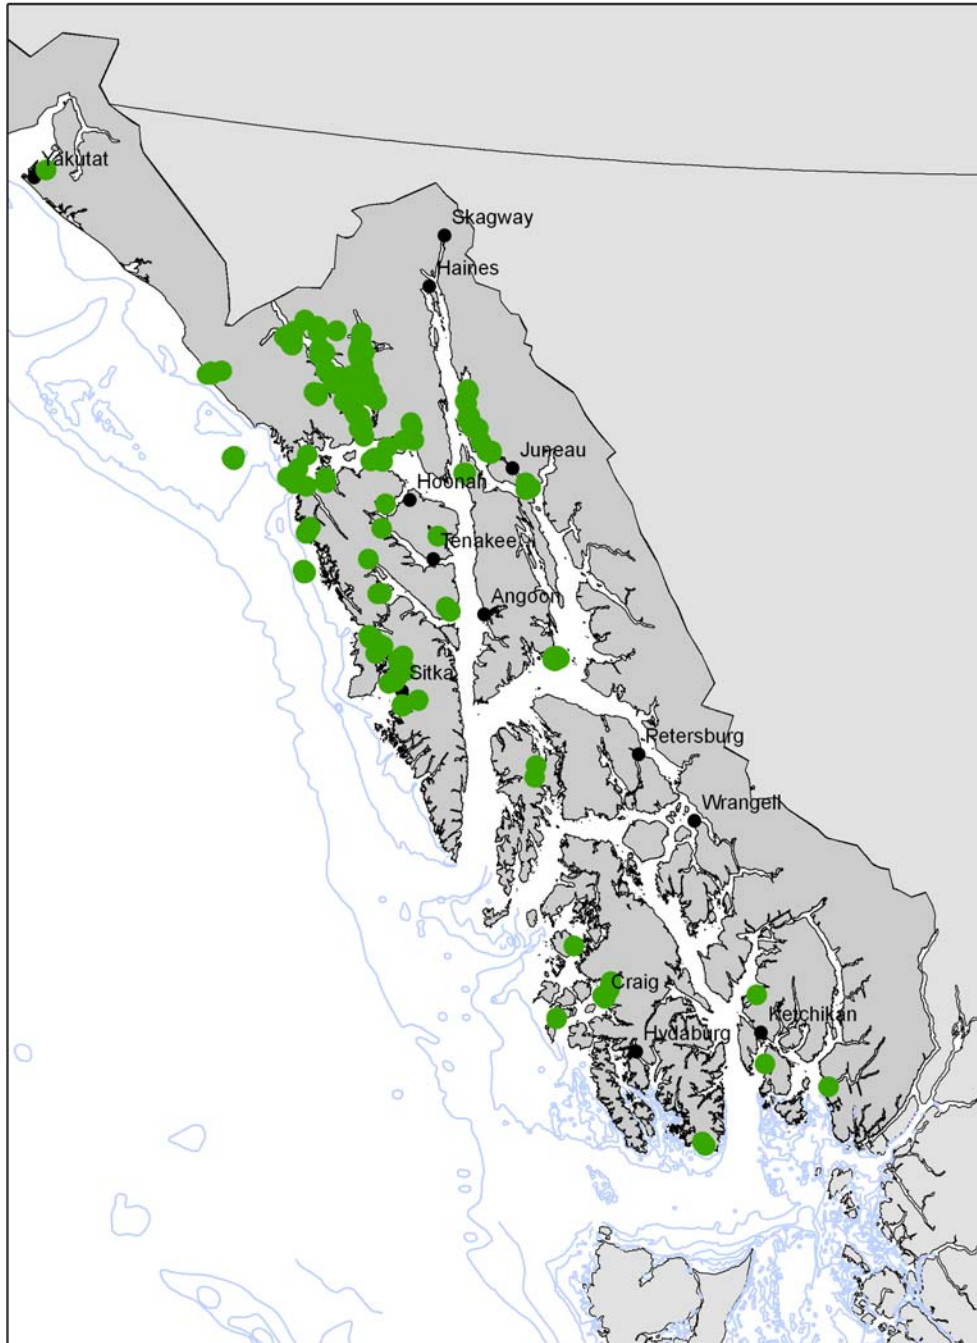 Yakutat
Skagway
Haines
Juneau
Hoonah
Tenakee
Angoon
Sitka
Petersburg
Wrangell
Craig
Ketchikan
Hydaburg